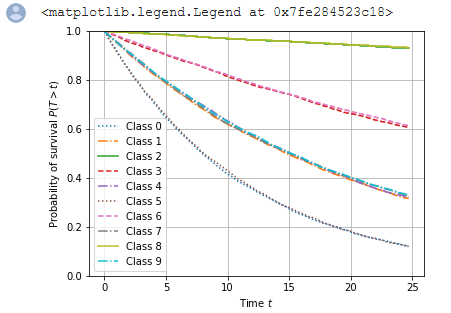 <matplotlib.legend.Legend at 0x7fe284523c18>
1.0
0.8
0.6
0.4
0.2
0.0
Probability of survival P(T > t)
Class 0
Class 1
Class 2
Class 3
Class 4
Class 5
Class 6
Class 7
Class 8
Class 9
0 5 10 15 20 25
Time t